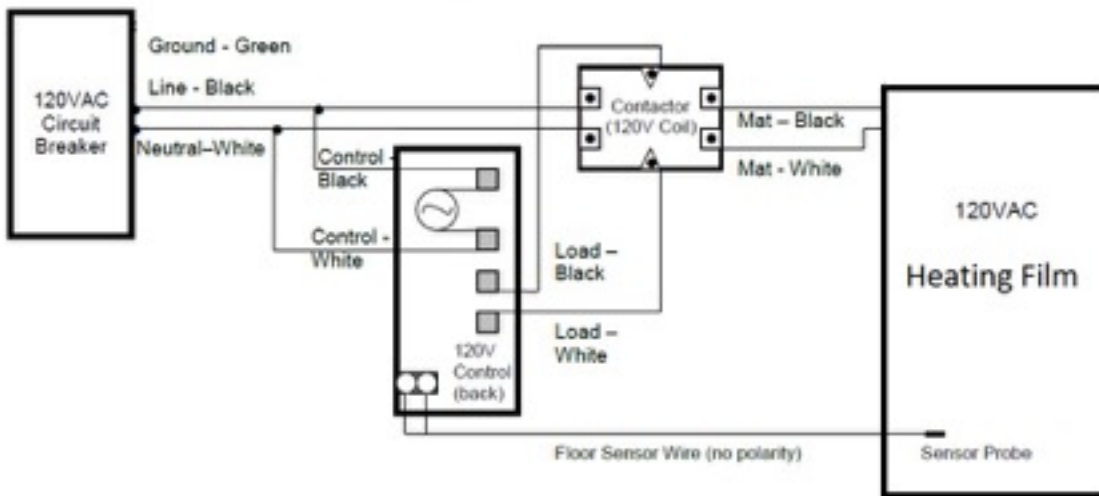 120VAC
Circuit
Breaker
Ground - Green
Line - Black
Neutral–White
Control -
Black
Control -
White
120V
Control
(back)
Contactor
(120V Coil)
Mat – Black
Mat - White
Load –
Black
Load –
White
120VAC
Heating Film
Floor Sensor Wire (no polarity)
Sensor Probe